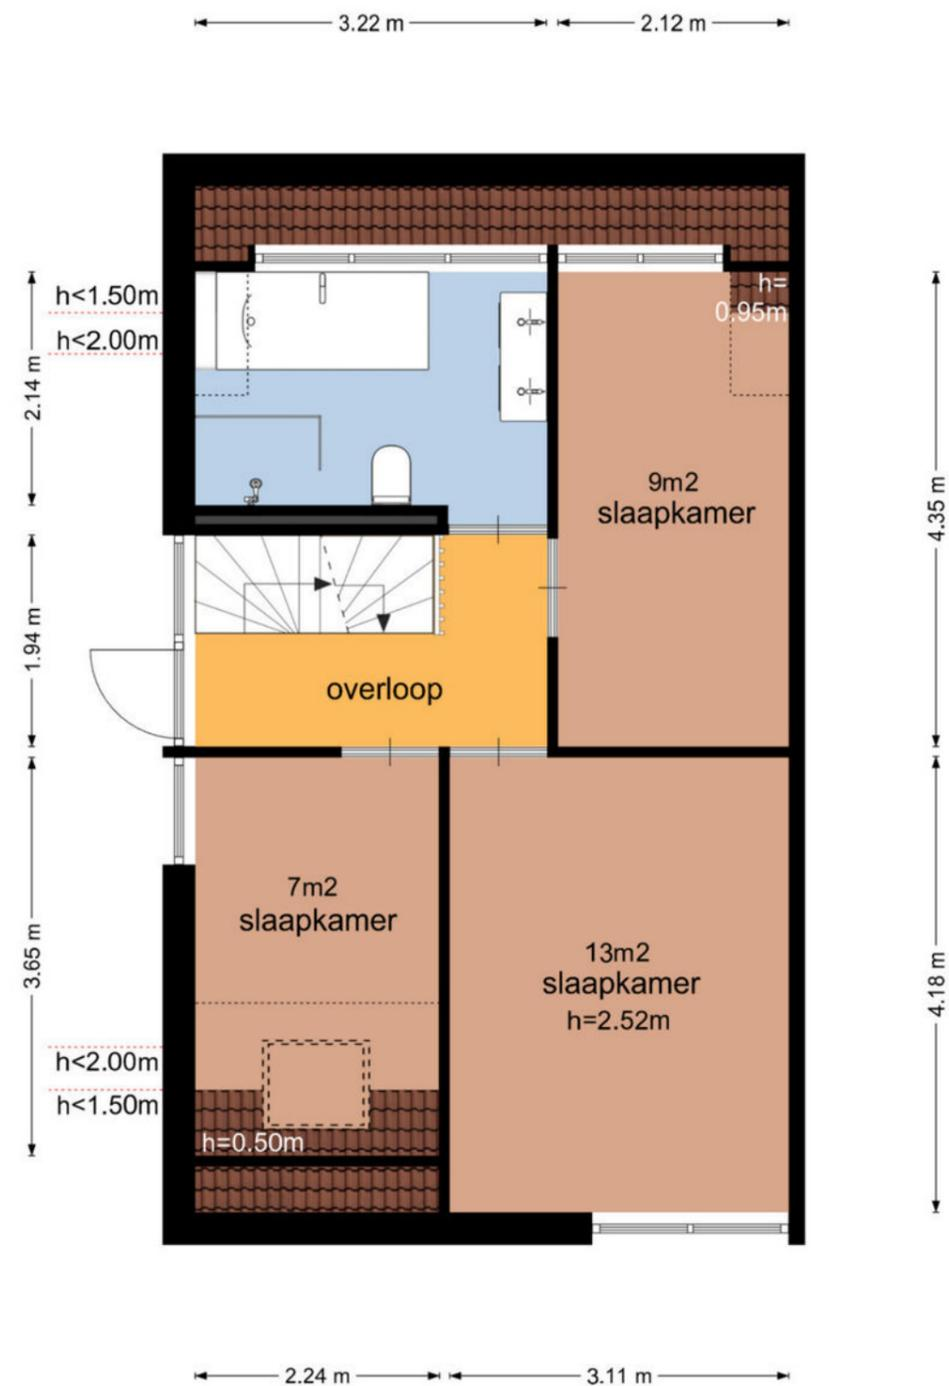 3.22 m
2.12 m
h<1.50m
h<2.00m
2.14 m
h=
0.95m
9m2
slaapkamer
4.35 m
1.94 m
overloop
7m2
slaapkamer
3.65 m
13m2
slaapkamer
h=2.52m
4.18 m
h<2.00m
h<1.50m
h=0.50m
2.24 m
3.11 m